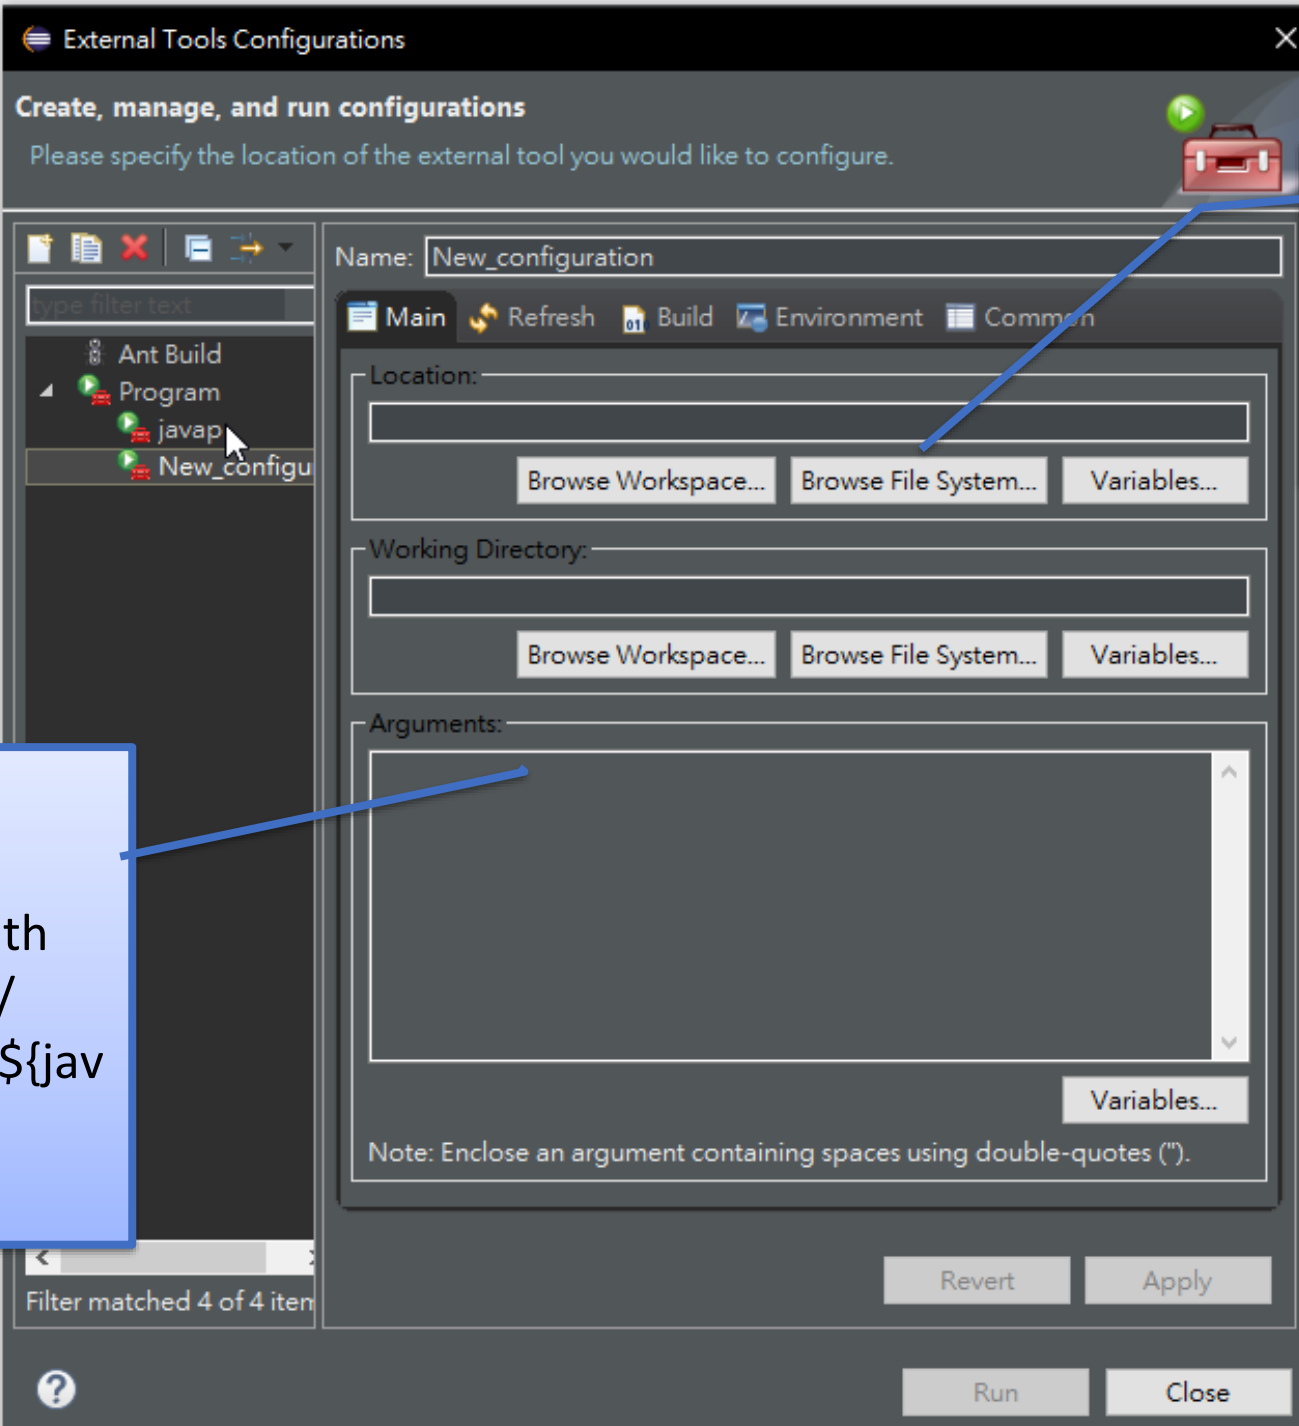 External Tools Configurations
Create, manage, and run configurations
Please specify the location of the external tool you would like to configure.
Name: New_configuration
type filter text
Main Refresh Build Environment Common
Ant Build
Program
javap
New_configu
Location:
Browse Workspace... Browse File System... Variables...
Working Directory:
Browse Workspace... Browse File System... Variables...
Arguments:
th
/
${jav
Variables...
Note: Enclose an argument containing spaces using double-quotes (").
Filter matched 4 of 4 item
Revert Apply
Run Close